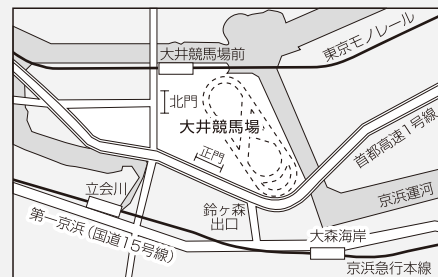 大井競馬場前
東京モノレール
北門
大井競馬場
正門
首都高速1号線
立会川
鈴ヶ森
出口
京浜運河
第一京浜（国道15号線）
大森海岸
京浜急行本線